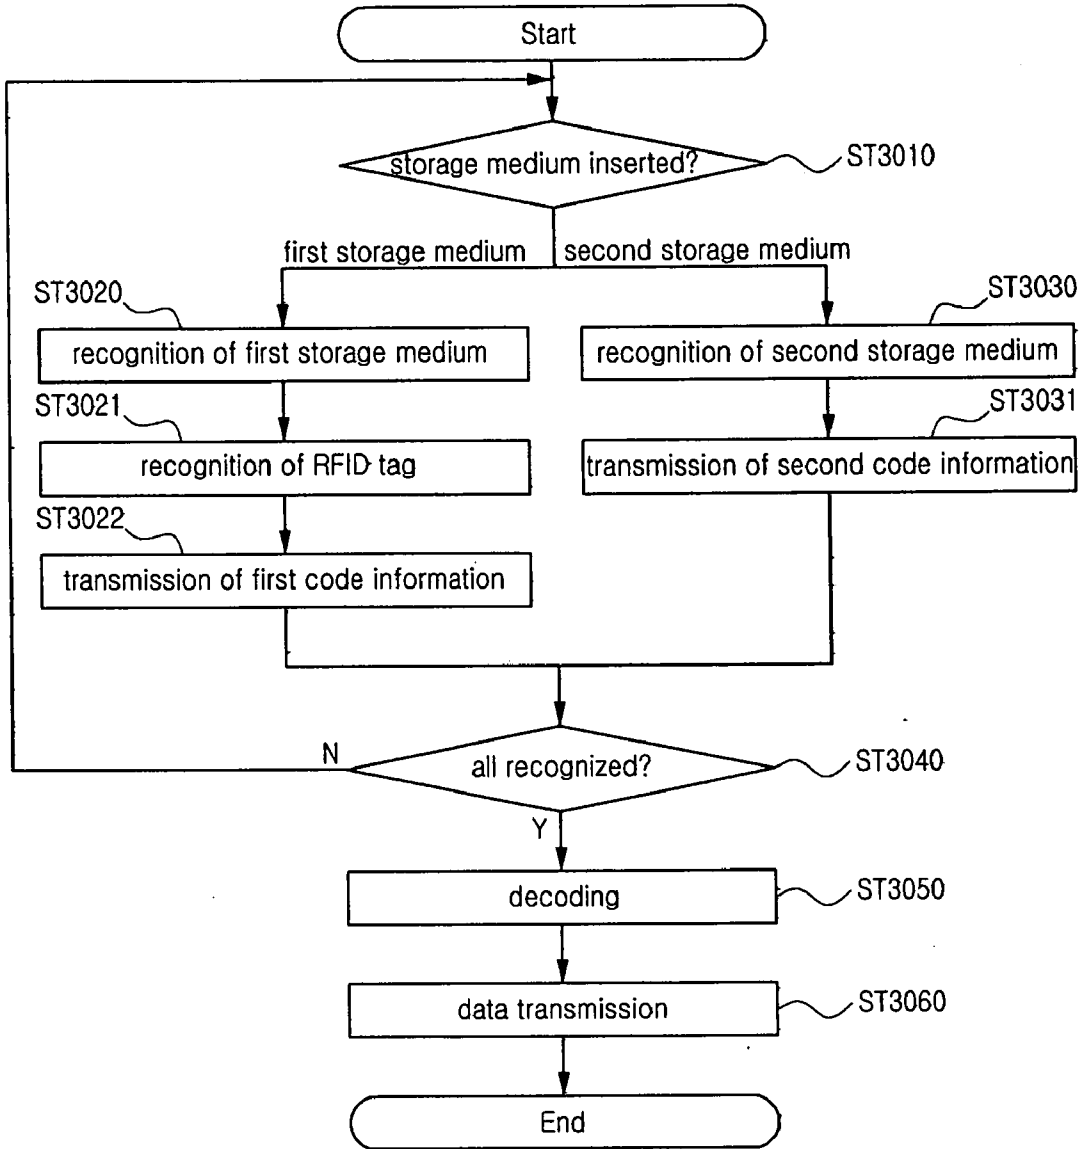 Start
storage medium inserted?
ST3010
first storage medium
second storage medium
ST3020
ST3030
recognition of first storage medium
recognition of second storage medium
ST3021
ST3031
recognition of RFID tag
transmission of second code information
ST3022
transmission of first code information
N
all recognized?
ST3040
Y
decoding
ST3050
data transmission
ST3060
End